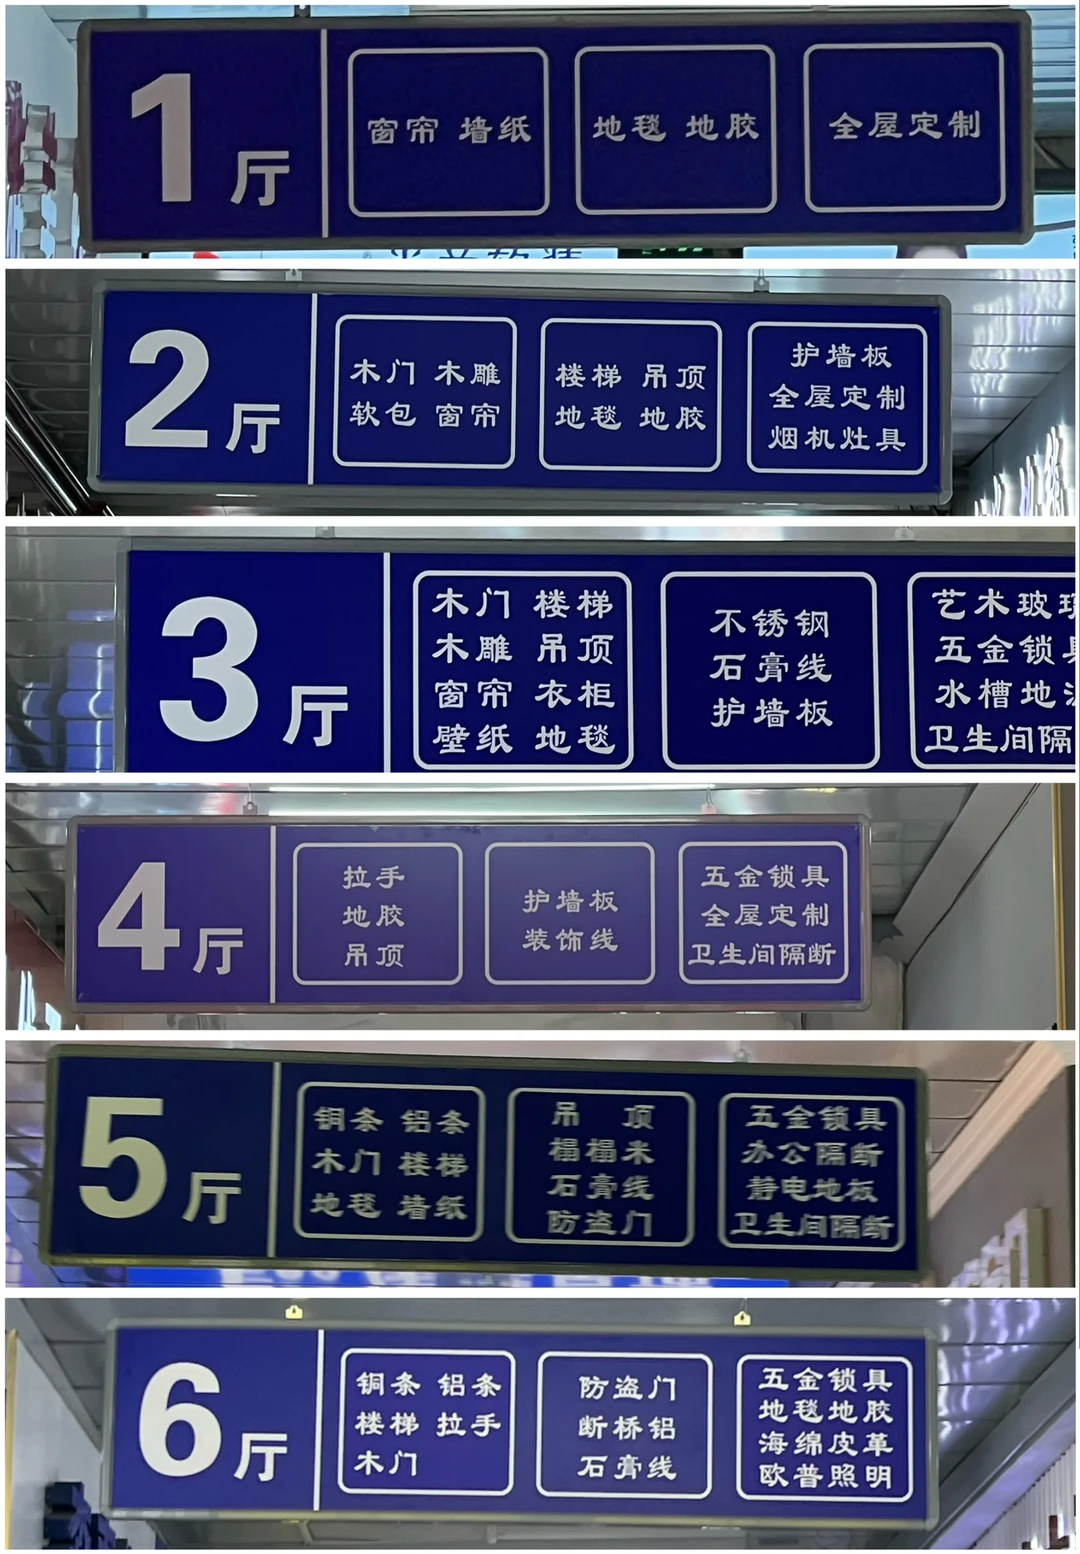 1厅
窗帘 墙纸
地毯 地胶
全屋定制
2厅
木门 木雕
软包 窗帘
楼梯 吊顶
地毯 地胶
护墙板
全屋定制
烟机灶具
3厅
木门 楼梯
木雕 吊顶
窗帘 衣柜
壁纸 地毯
不锈钢
石膏线
护墙板
艺术玻
五金锁
水槽地
卫生间隔
4厅
拉手
地胶
吊顶
护墙板
装饰线
五金锁具
全屋定制
卫生间隔断
5厅
铜条 铝条
木门 楼梯
地毯 墙纸
吊 顶
榻榻米
石膏线
防盗门
五金锁具
办公隔断
静电地板
卫生间隔断
6厅
铜条 铝条
楼梯 拉手
木门
防盗门
断桥铝
石膏线
五金锁具
地毯地胶
海绵皮革
欧普照明